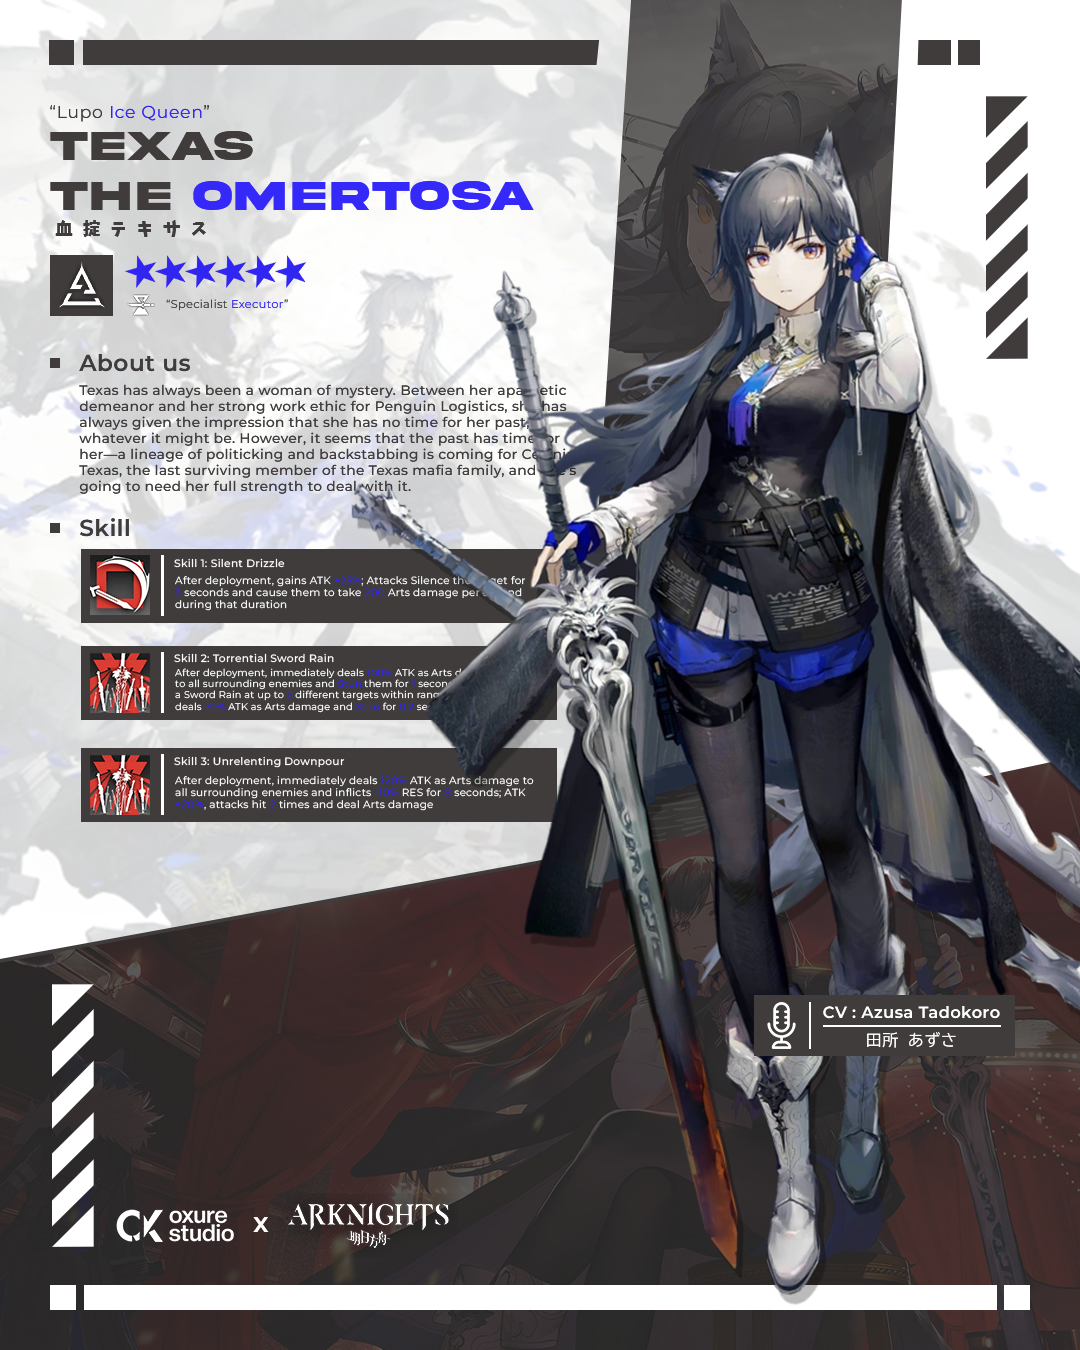 “Lupo Ice Queen”
TEXAS
THE OMERTOSA
血掟テキサス
“Specialist Executor”
About us
Texas has always been a woman of mystery. Between her
demeanor and her strong work ethic for Penguin Logistics, has
always given the impression that she has no time for her past,
whatever it might be. However, it seems that the past has time
her—a lineage of politicking and backstabbing is coming for
Texas, the last surviving member of the Texas mafia family, and
going to need her full strength to deal with it.
Skill
Skill 1: Silent Drizzle
After deployment, gains ATK ; Attacks Silence the for
seconds and cause them to take Arts damage per
during that duration
Skill 2: Torrential Sword Rain
After deployment, immediately deals ATK as Arts
to all surrounding enemies and them for
a Sword Rain at up to different targets within
deals ATK as Arts damage and for
Skill 3: Unrelenting Downpour
After deployment, immediately deals 120% ATK as Arts damage to
all surrounding enemies and inflicts RES for seconds; ATK
, attacks hit 2 times and deal Arts damage
CV : Azusa Tadokoro
田所 あずさ
oxure
studio
X
ARKNIGHTS
明日方舟